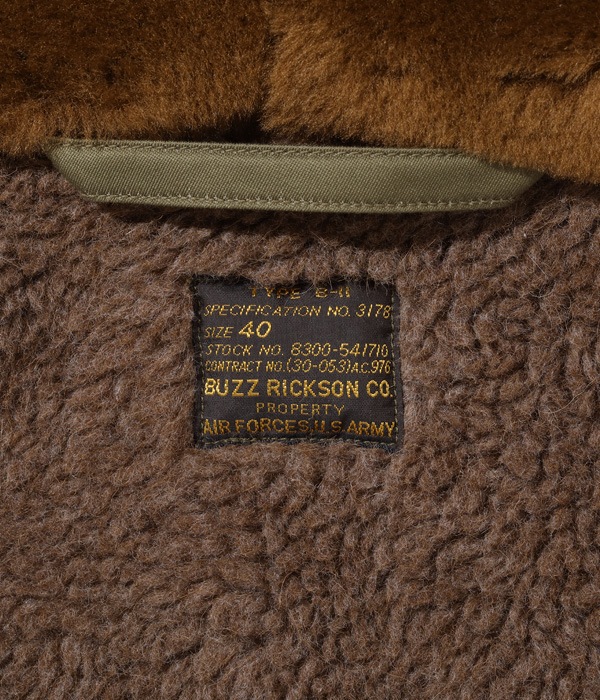 TYPE B-11
SPECIFICATION NO. 3178
SIZE 40
STOCK NO. 8300-541710
CONTRACT NO.(30-053)A.C.976
BUZZ RICKSON CO.
PROPERTY
AIR FORCES, U.S. ARMY